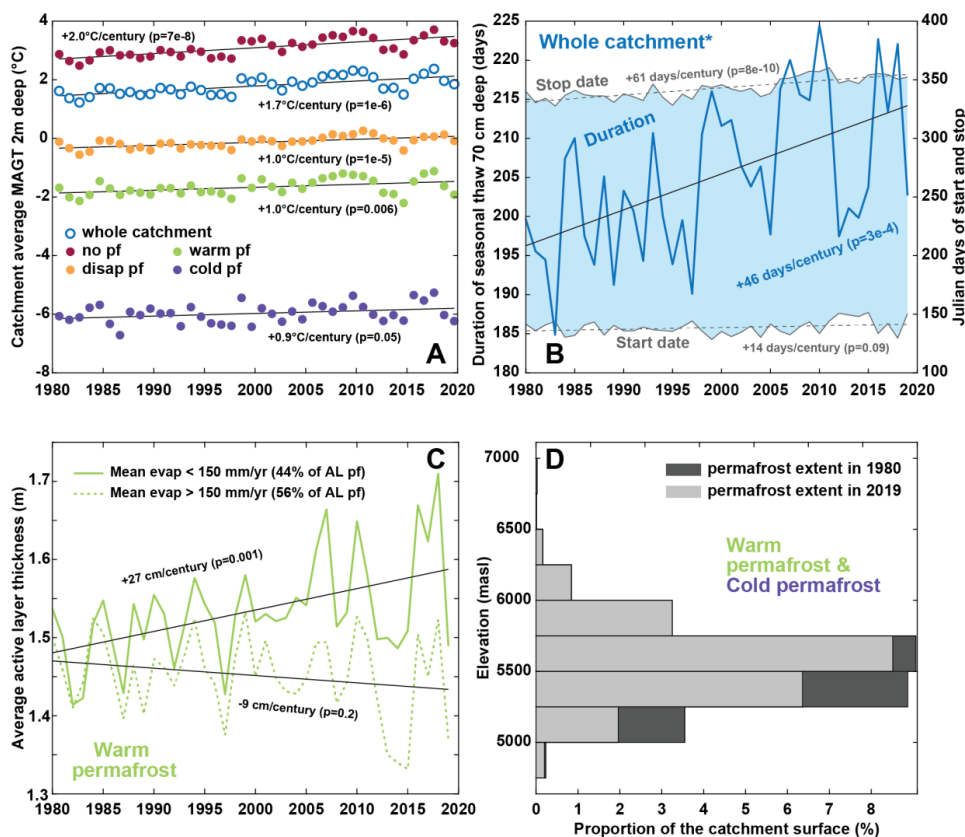 Catchment average MAGT 2m deep (°C)
4
2
0
-2
-4
-6
-8
+2.0°C/century (p=7e-8)
+1.7°C/century (p=1e-6)
+1.0°C/century (p=1e-5)
+1.0°C/century (p=0.006)
whole catchment
no pf
warm pf
disap pf
cold pf
+0.9°C/century (p=0.05)
A
1980 1985 1990 1995 2000 2005 2010 2015 2020
Duration of seasonal thaw 70 cm deep (days)
225
220
215
210
205
200
195
190
185
180
Whole catchment*
Stop date
+61 days/century (p=8e-10)
Duration
+46 days/century (p=3e-4)
Start date
+14 days/century (p=0.09)
B
400
350
300
250
200
150
100
Julian days of start and stop
1980 1985 1990 1995 2000 2005 2010 2015 2020
Average active layer thickness (m)
1.7
1.6
1.5
1.4
1.3
Mean evap < 150 mm/yr (44% of AL pf)
Mean evap > 150 mm/yr (56% of AL pf)
C
+27 cm/century (p=0.001)
-9 cm/century (p=0.2)
Warm
permafrost
1980 1985 1990 1995 2000 2005 2010 2015 2020
Elevation (masl)
7000
6500
6000
5500
5000
D
permafrost extent in 1980
permafrost extent in 2019
Warm
permafrost &
Cold permafrost
0 1 2 3 4 5 6 7 8
Proportion of the catchment surface (%)